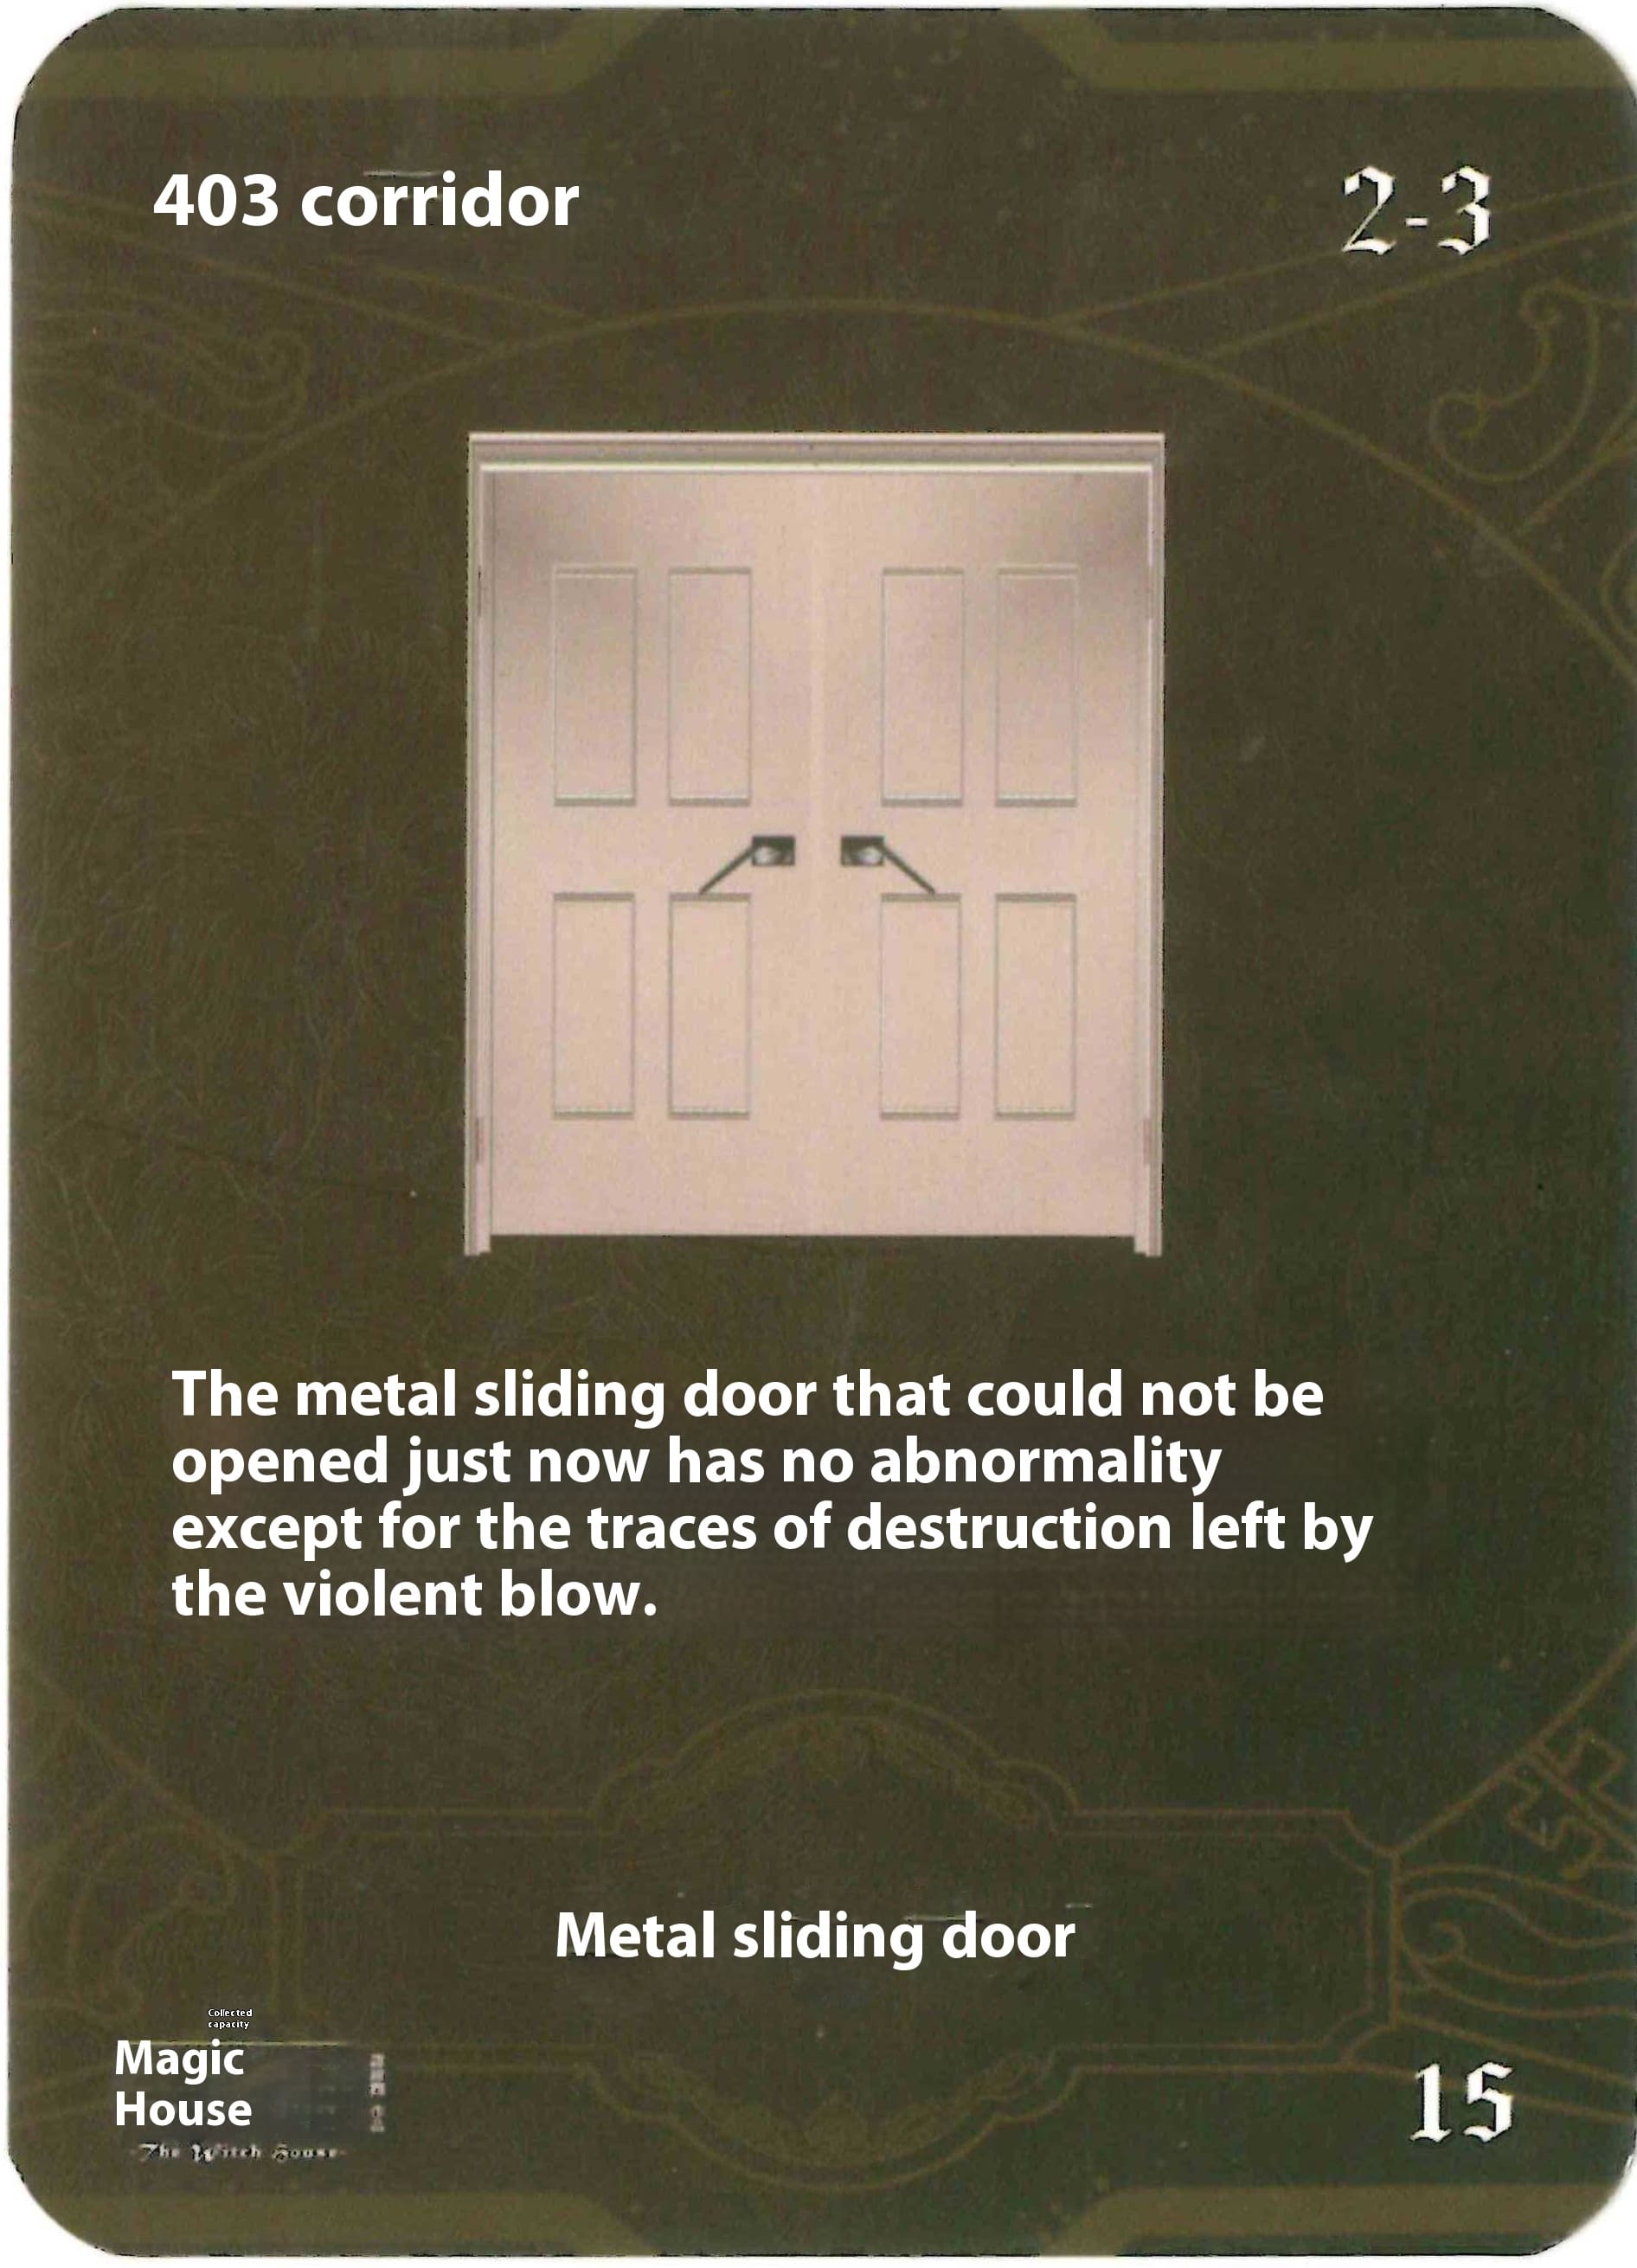 403 corridor
2-3
The metal sliding door that could not be
opened just now has no abnormality
except for the traces of destruction left by
the violent blow.
Metal sliding door
Collected
capacity
Magic
House
-The Witch House-
15